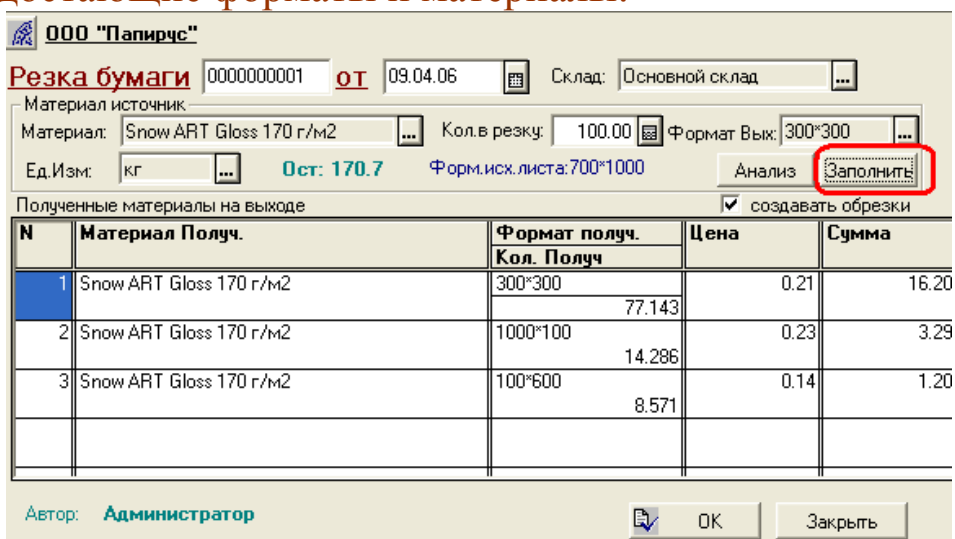 достающие форматы и материалы.
ООО "Папирус"
Резка бумаги 0000000001 от 09.04.06 Склад: Основной склад ...
Материал источник
Материал: Snow ART Gloss 170 г/м2 ... Кол.в резку: 100.00 Формат Вых: 300*300 ...
Ед.Изм: кг ... Ост: 170.7 Форм.исх.листа:700*1000 Анализ Заполнить
Полученные материалы на выходе создавать обрезки
N Материал Получ. Формат получ. Цена Сумма
Кол. Получ
1 Snow ART Gloss 170 г/м2 300*300 0.21 16.20
77.143
2 Snow ART Gloss 170 г/м2 1000*100 0.23 3.29
14.286
3 Snow ART Gloss 170 г/м2 100*600 0.14 1.20
8.571
Автор: Администратор OK Закрыть